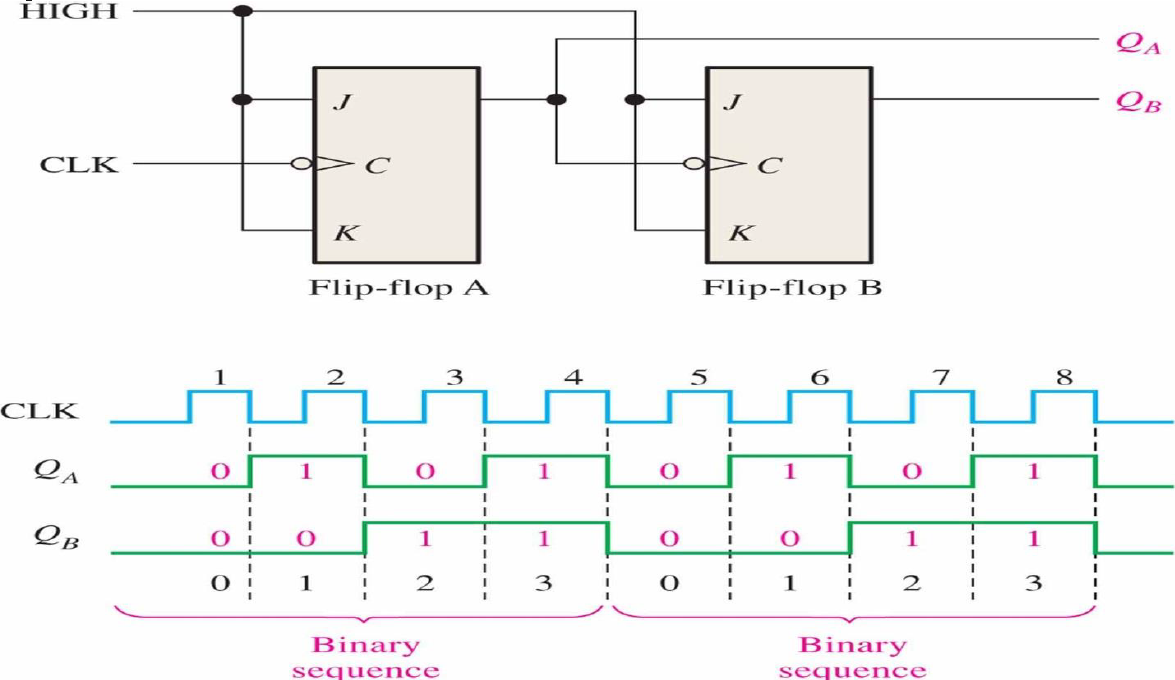 HIGH
Q_A
J J Q_B
CLK C C
K K
Flip-flop A Flip-flop B
1 2 3 4 5 6 7 8
CLK
Q_A 0 1 0 1 0 1 0 1
Q_B 0 0 1 1 0 0 1 1
0 1 2 3 0 1 2 3
Binary Binary
sequence sequence